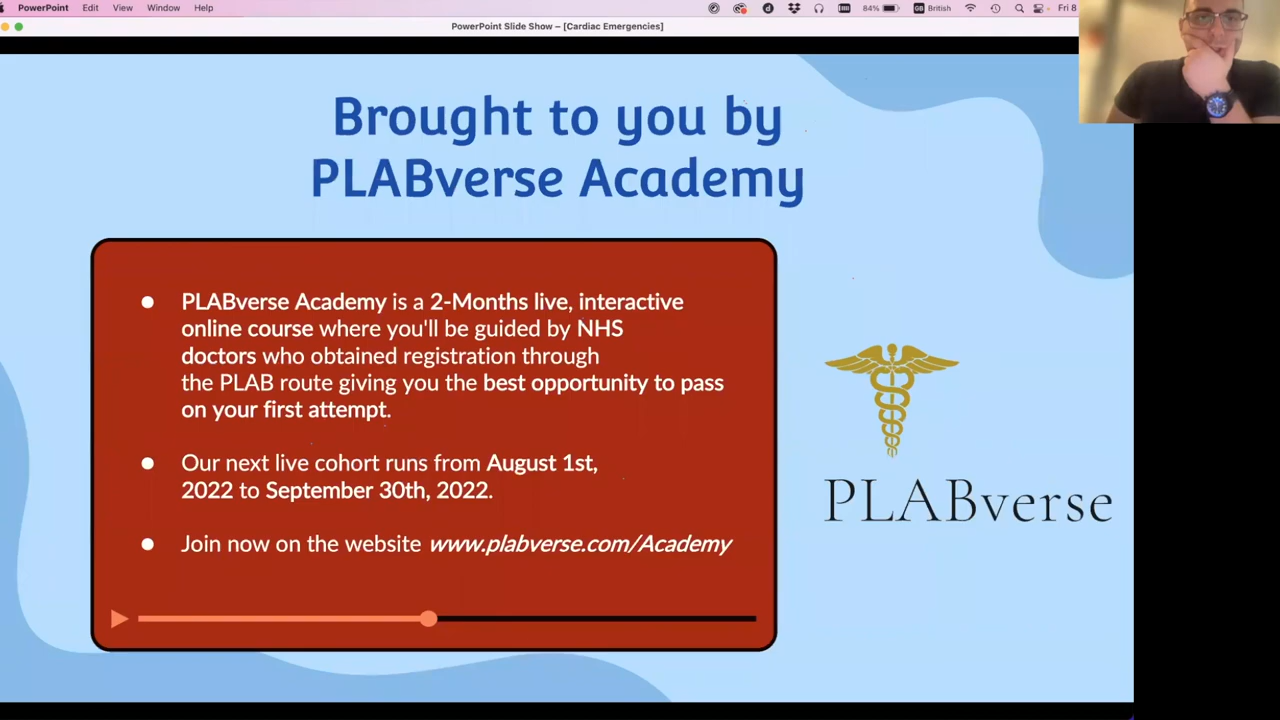 PowerPoint Edit View Window Help 84% British Fri 8
PowerPoint Slide Show – [Cardiac Emergencies]
Brought to you by
PLABverse Academy
● PLABverse Academy is a 2-Months live, interactive
online course where you'll be guided by NHS
doctors who obtained registration through
the PLAB route giving you the best opportunity to pass
on your first attempt.
● Our next live cohort runs from August 1st,
2022 to September 30th, 2022.
● Join now on the website www.plabverse.com/Academy
PLABverse